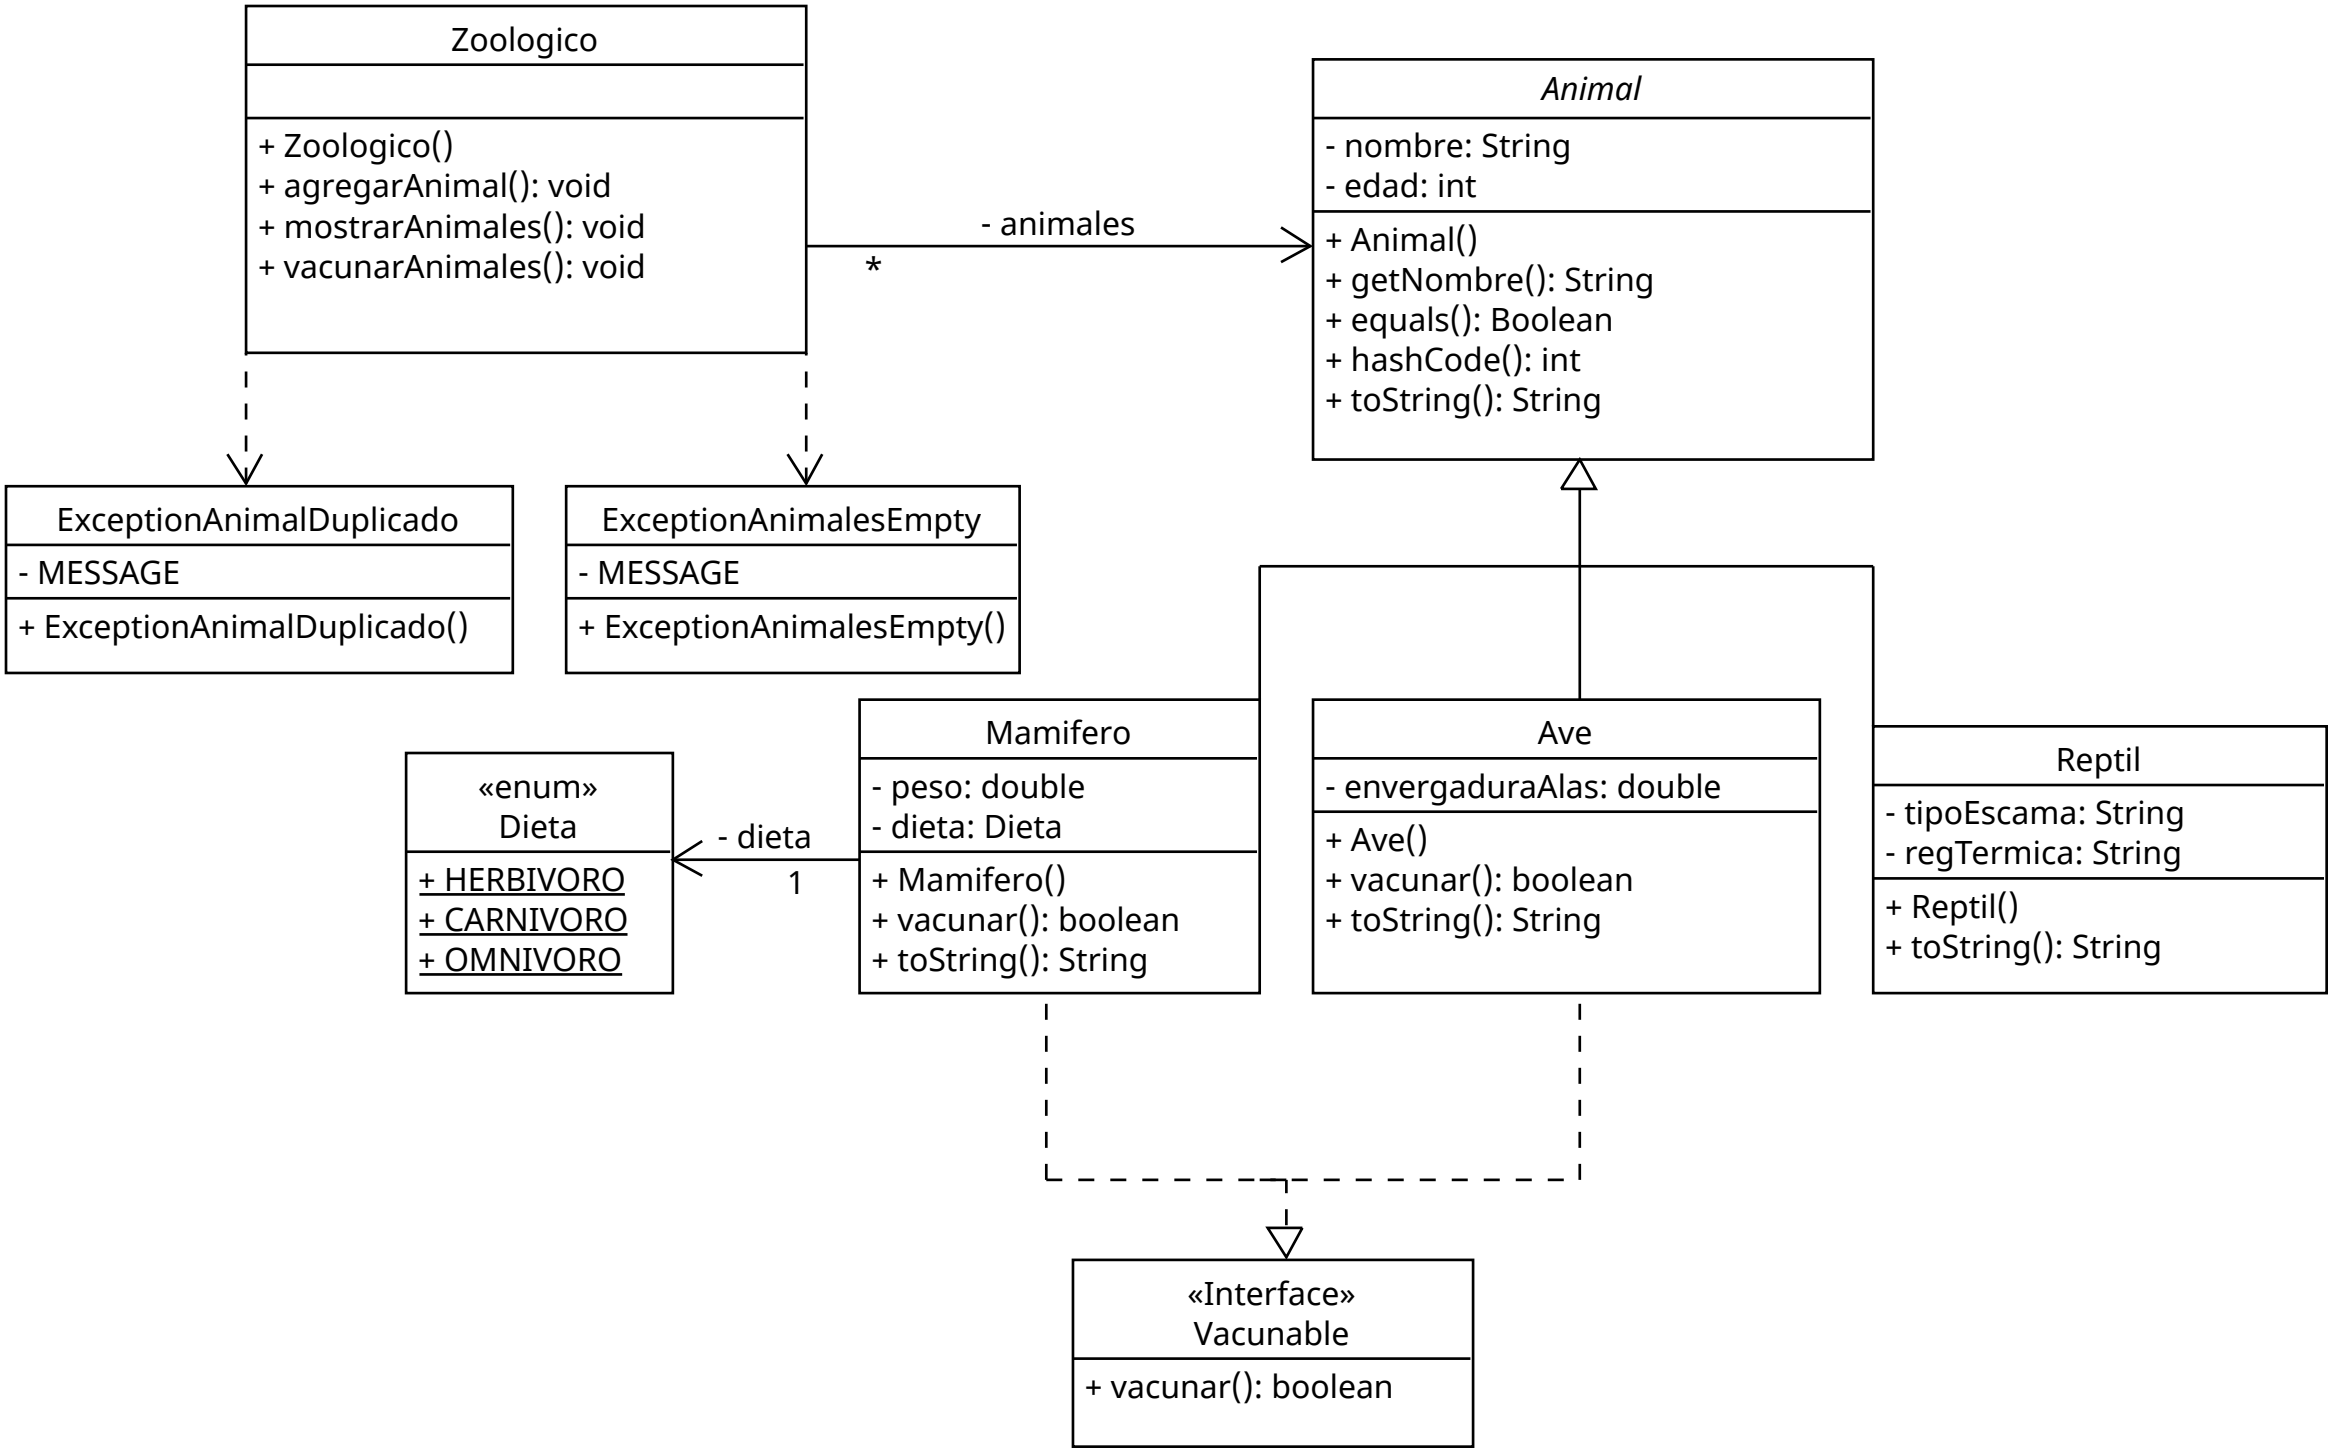 Zoologico
+ Zoologico()
+ agregarAnimal(): void
+ mostrarAnimales(): void
+ vacunarAnimales(): void
- animales
*
Animal
- nombre: String
- edad: int
+ Animal()
+ getNombre(): String
+ equals(): Boolean
+ hashCode(): int
+ toString(): String
ExceptionAnimalDuplicado
- MESSAGE
+ ExceptionAnimalDuplicado()
ExceptionAnimalesEmpty
- MESSAGE
+ ExceptionAnimalesEmpty()
«enum»
Dieta
+ HERBIVORO
+ CARNIVORO
+ OMNIVORO
- dieta
1
Mamifero
- peso: double
- dieta: Dieta
+ Mamifero()
+ vacunar(): boolean
+ toString(): String
Ave
- envergaduraAlas: double
+ Ave()
+ vacunar(): boolean
+ toString(): String
Reptil
- tipoEscama: String
- regTermica: String
+ Reptil()
+ toString(): String
«Interface»
Vacunable
+ vacunar(): boolean